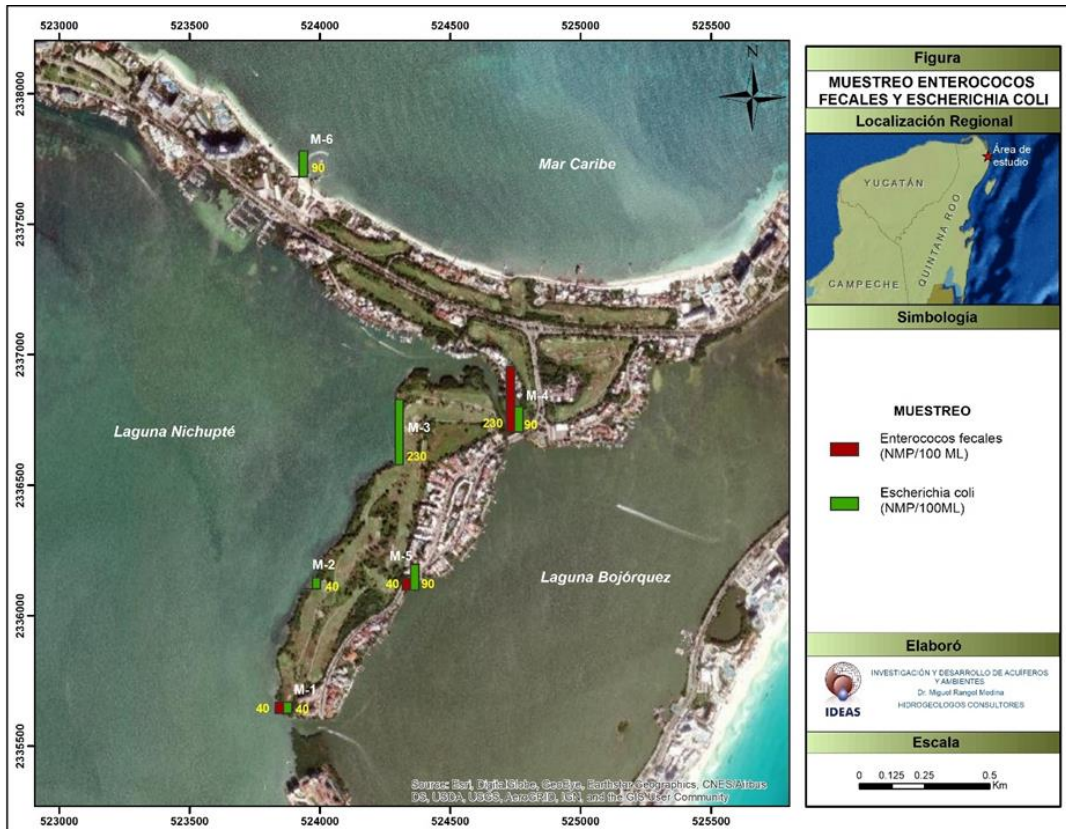 523000
523500
524000
524500
525000
525500
2338000
2337500
2337000
2336500
2336000
2335500
N
M-6
90
Mar Caribe
M-4
230
90
M-3
230
Laguna Nichupté
M-2
40
M-5
40
90
Laguna Bojórquez
M-1
40
40
Source: Esri, DigitalGlobe, GeoEye, Earthstar Geographics, CNES/Airbus
DS, USDA, USGS, AeroGRID, IGN, and the GIS User Community
523000
523500
524000
524500
525000
525500
Figura
MUESTREO ENTEROCOCOS
FECALES Y ESCHERICHIA COLI
Localización Regional
Área de
estudio
YUCATÁN
QUINTANA ROO
CAMPECHE
Simbología
MUESTREO
Enterococos fecales
(NMP/100 ML)
Escherichia coli
(NMP/100ML)
Elaboró
IDEAS
INVESTIGACIÓN Y DESARROLLO DE ACUÍFEROS
Y AMBIENTES
Dr. Miguel Rangel Medina
HIDROGEOLOGOS CONSULTORES
Escala
0 0.125 0.25 0.5
Km